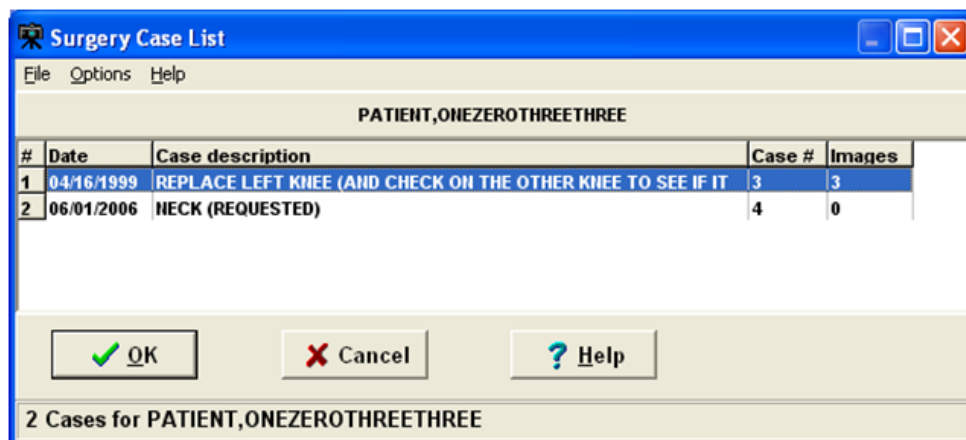 Surgery Case List
File Options Help
PATIENT,ONEZEROTHREETHREE
# Date Case description Case # Images
1 04/16/1999 REPLACE LEFT KNEE (AND CHECK ON THE OTHER KNEE TO SEE IF IT 3 3
2 06/01/2006 NECK (REQUESTED) 4 0
OK Cancel ? Help
2 Cases for PATIENT,ONEZEROTHREETHREE